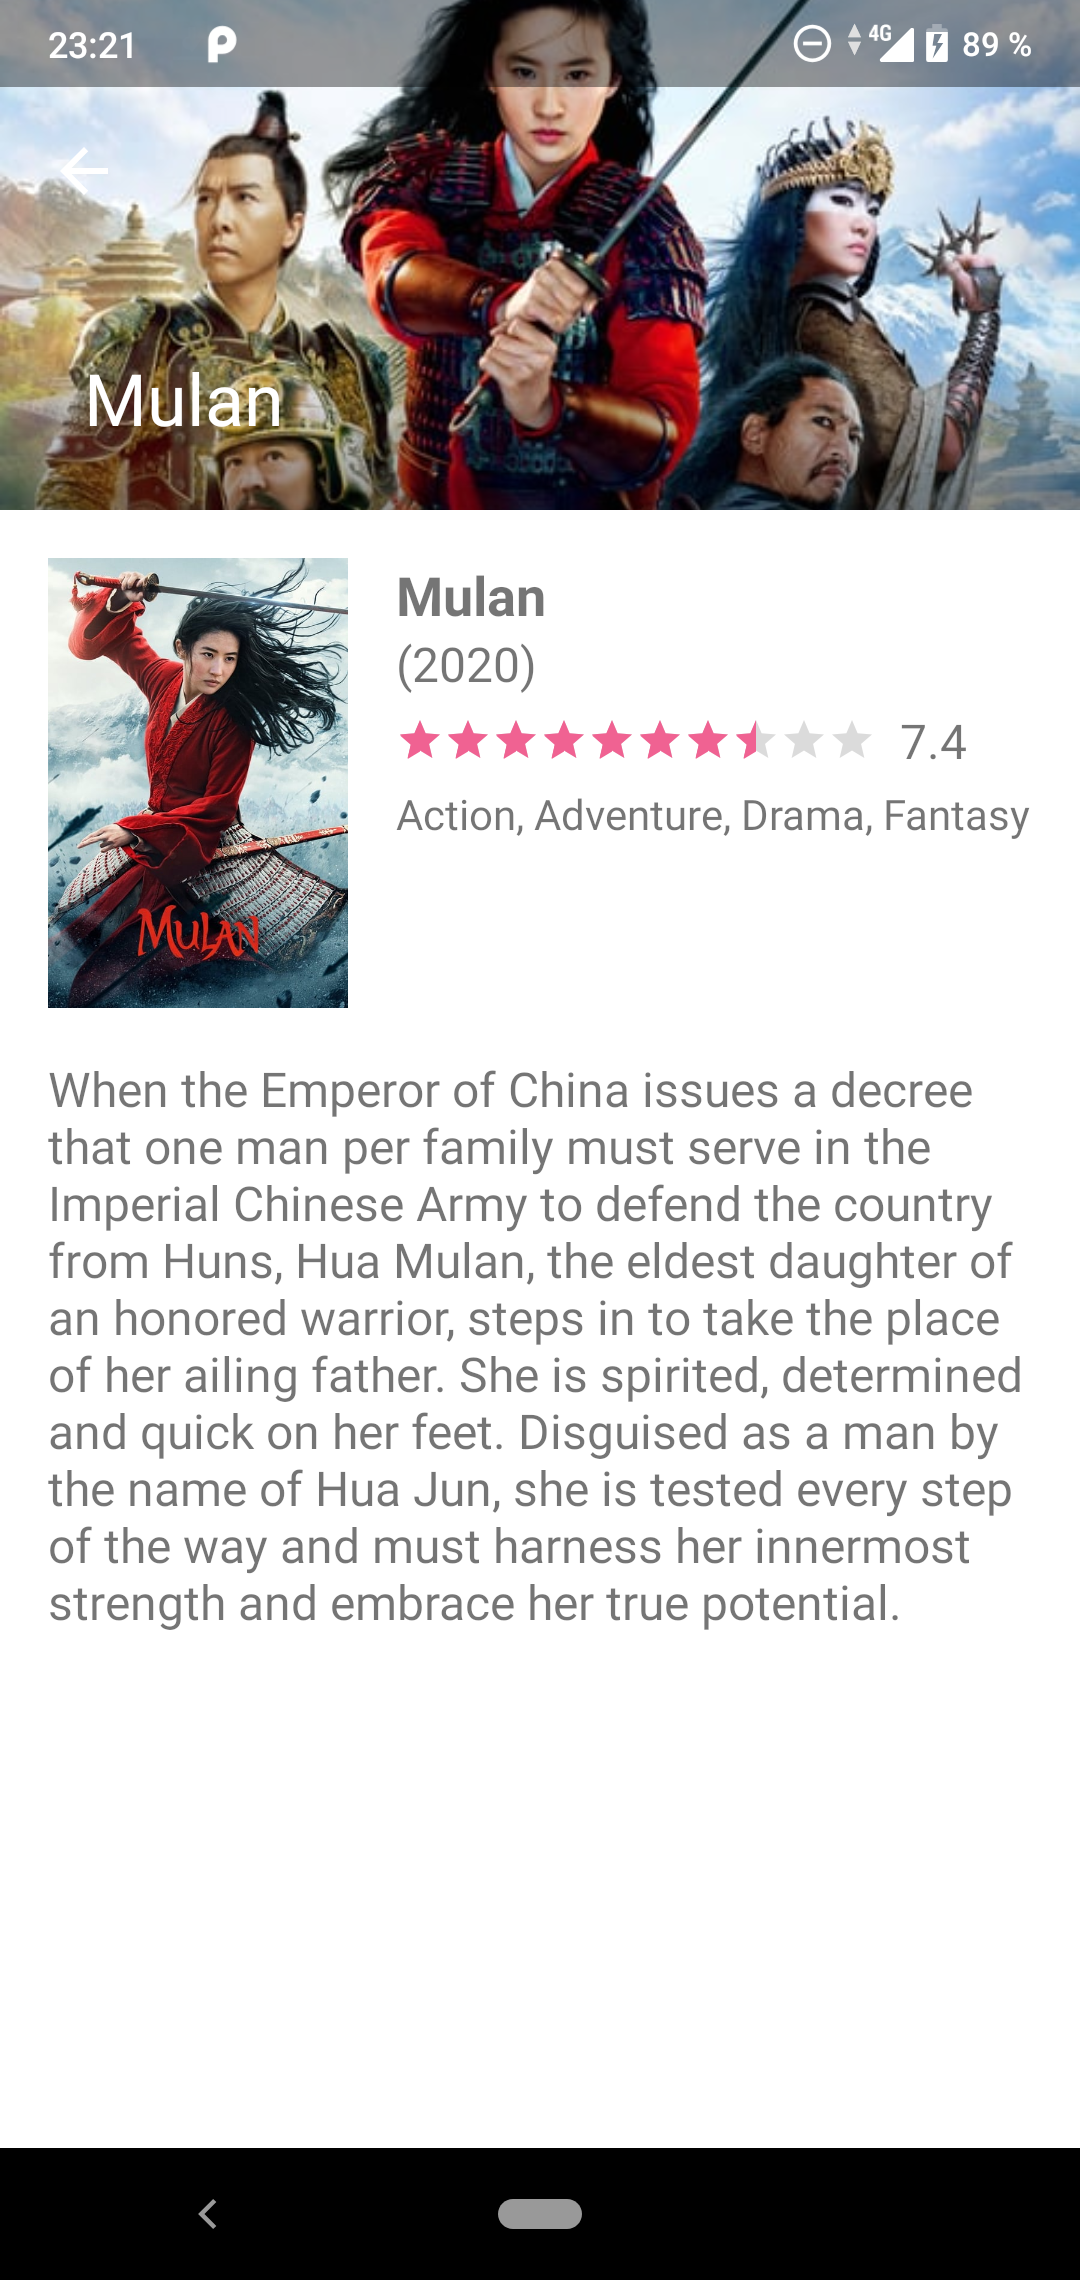 23:21
4G
89 %
Mulan
MULAN
Mulan
(2020)
7.4
Action, Adventure, Drama, Fantasy
When the Emperor of China issues a decree
that one man per family must serve in the
Imperial Chinese Army to defend the country
from Huns, Hua Mulan, the eldest daughter of
an honored warrior, steps in to take the place
of her ailing father. She is spirited, determined
and quick on her feet. Disguised as a man by
the name of Hua Jun, she is tested every step
of the way and must harness her innermost
strength and embrace her true potential.